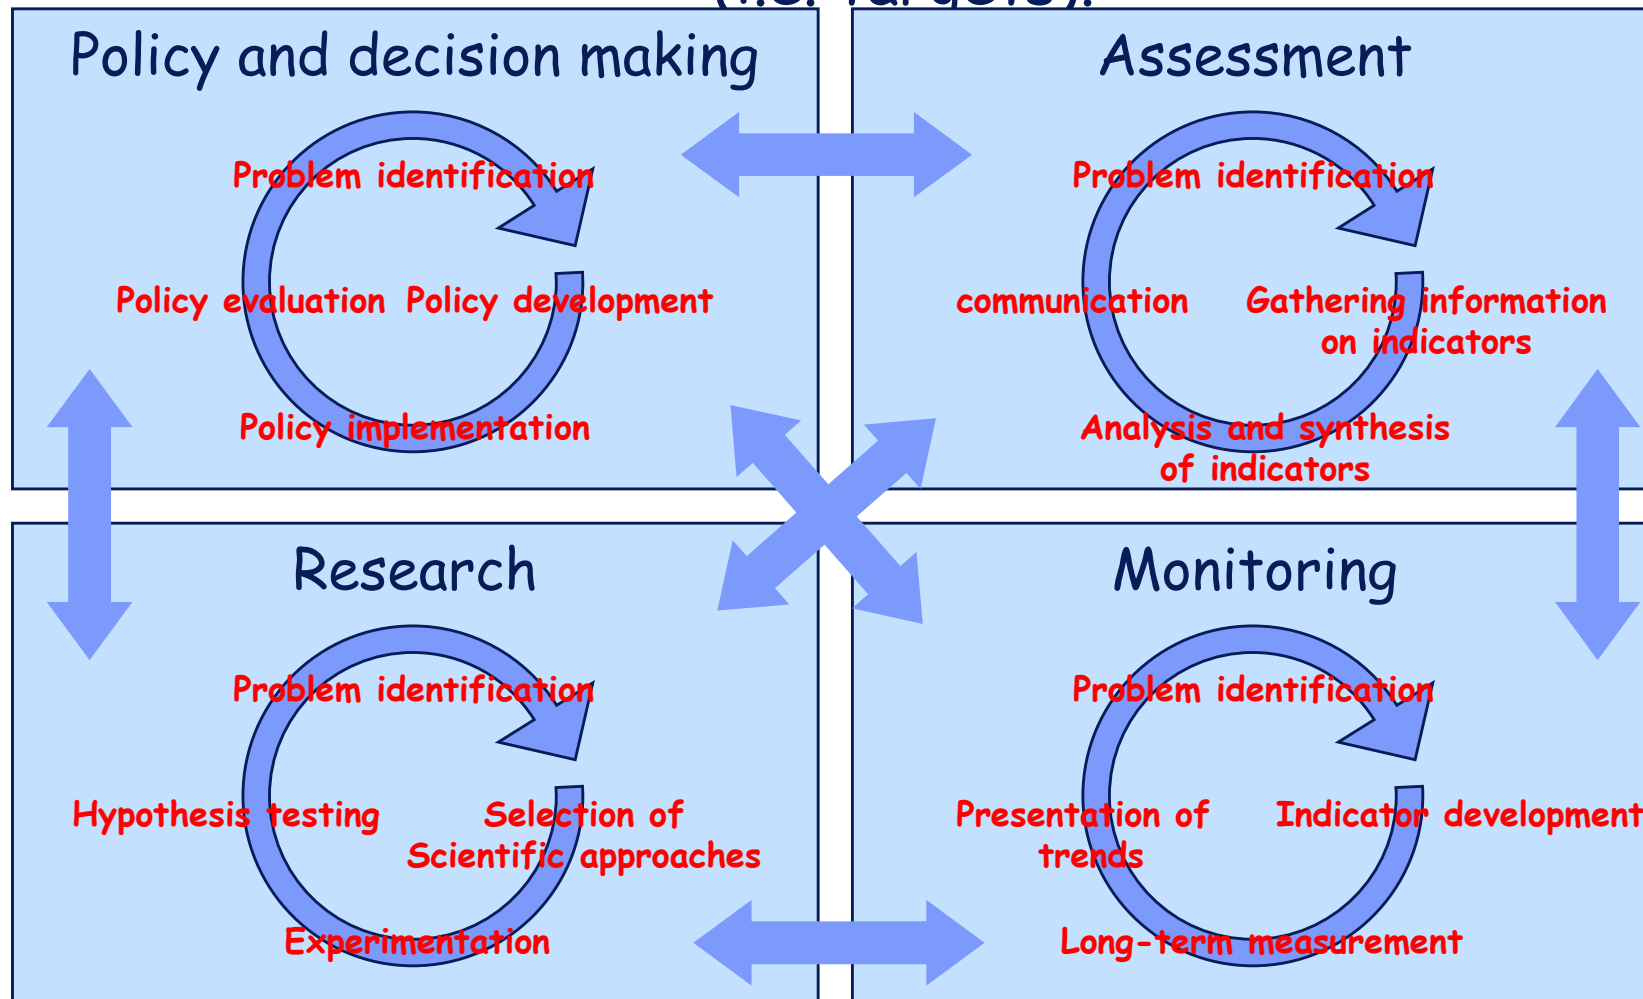 (i.e. targets).
Policy and decision making
Problem identification
Policy evaluation Policy development
Policy implementation
Assessment
Problem identification
communication Gathering information
on indicators
Analysis and synthesis
of indicators
Research
Problem identification
Hypothesis testing Selection of
Scientific approaches
Experimentation
Monitoring
Problem identification
Presentation of Indicator development
trends
Long-term measurement